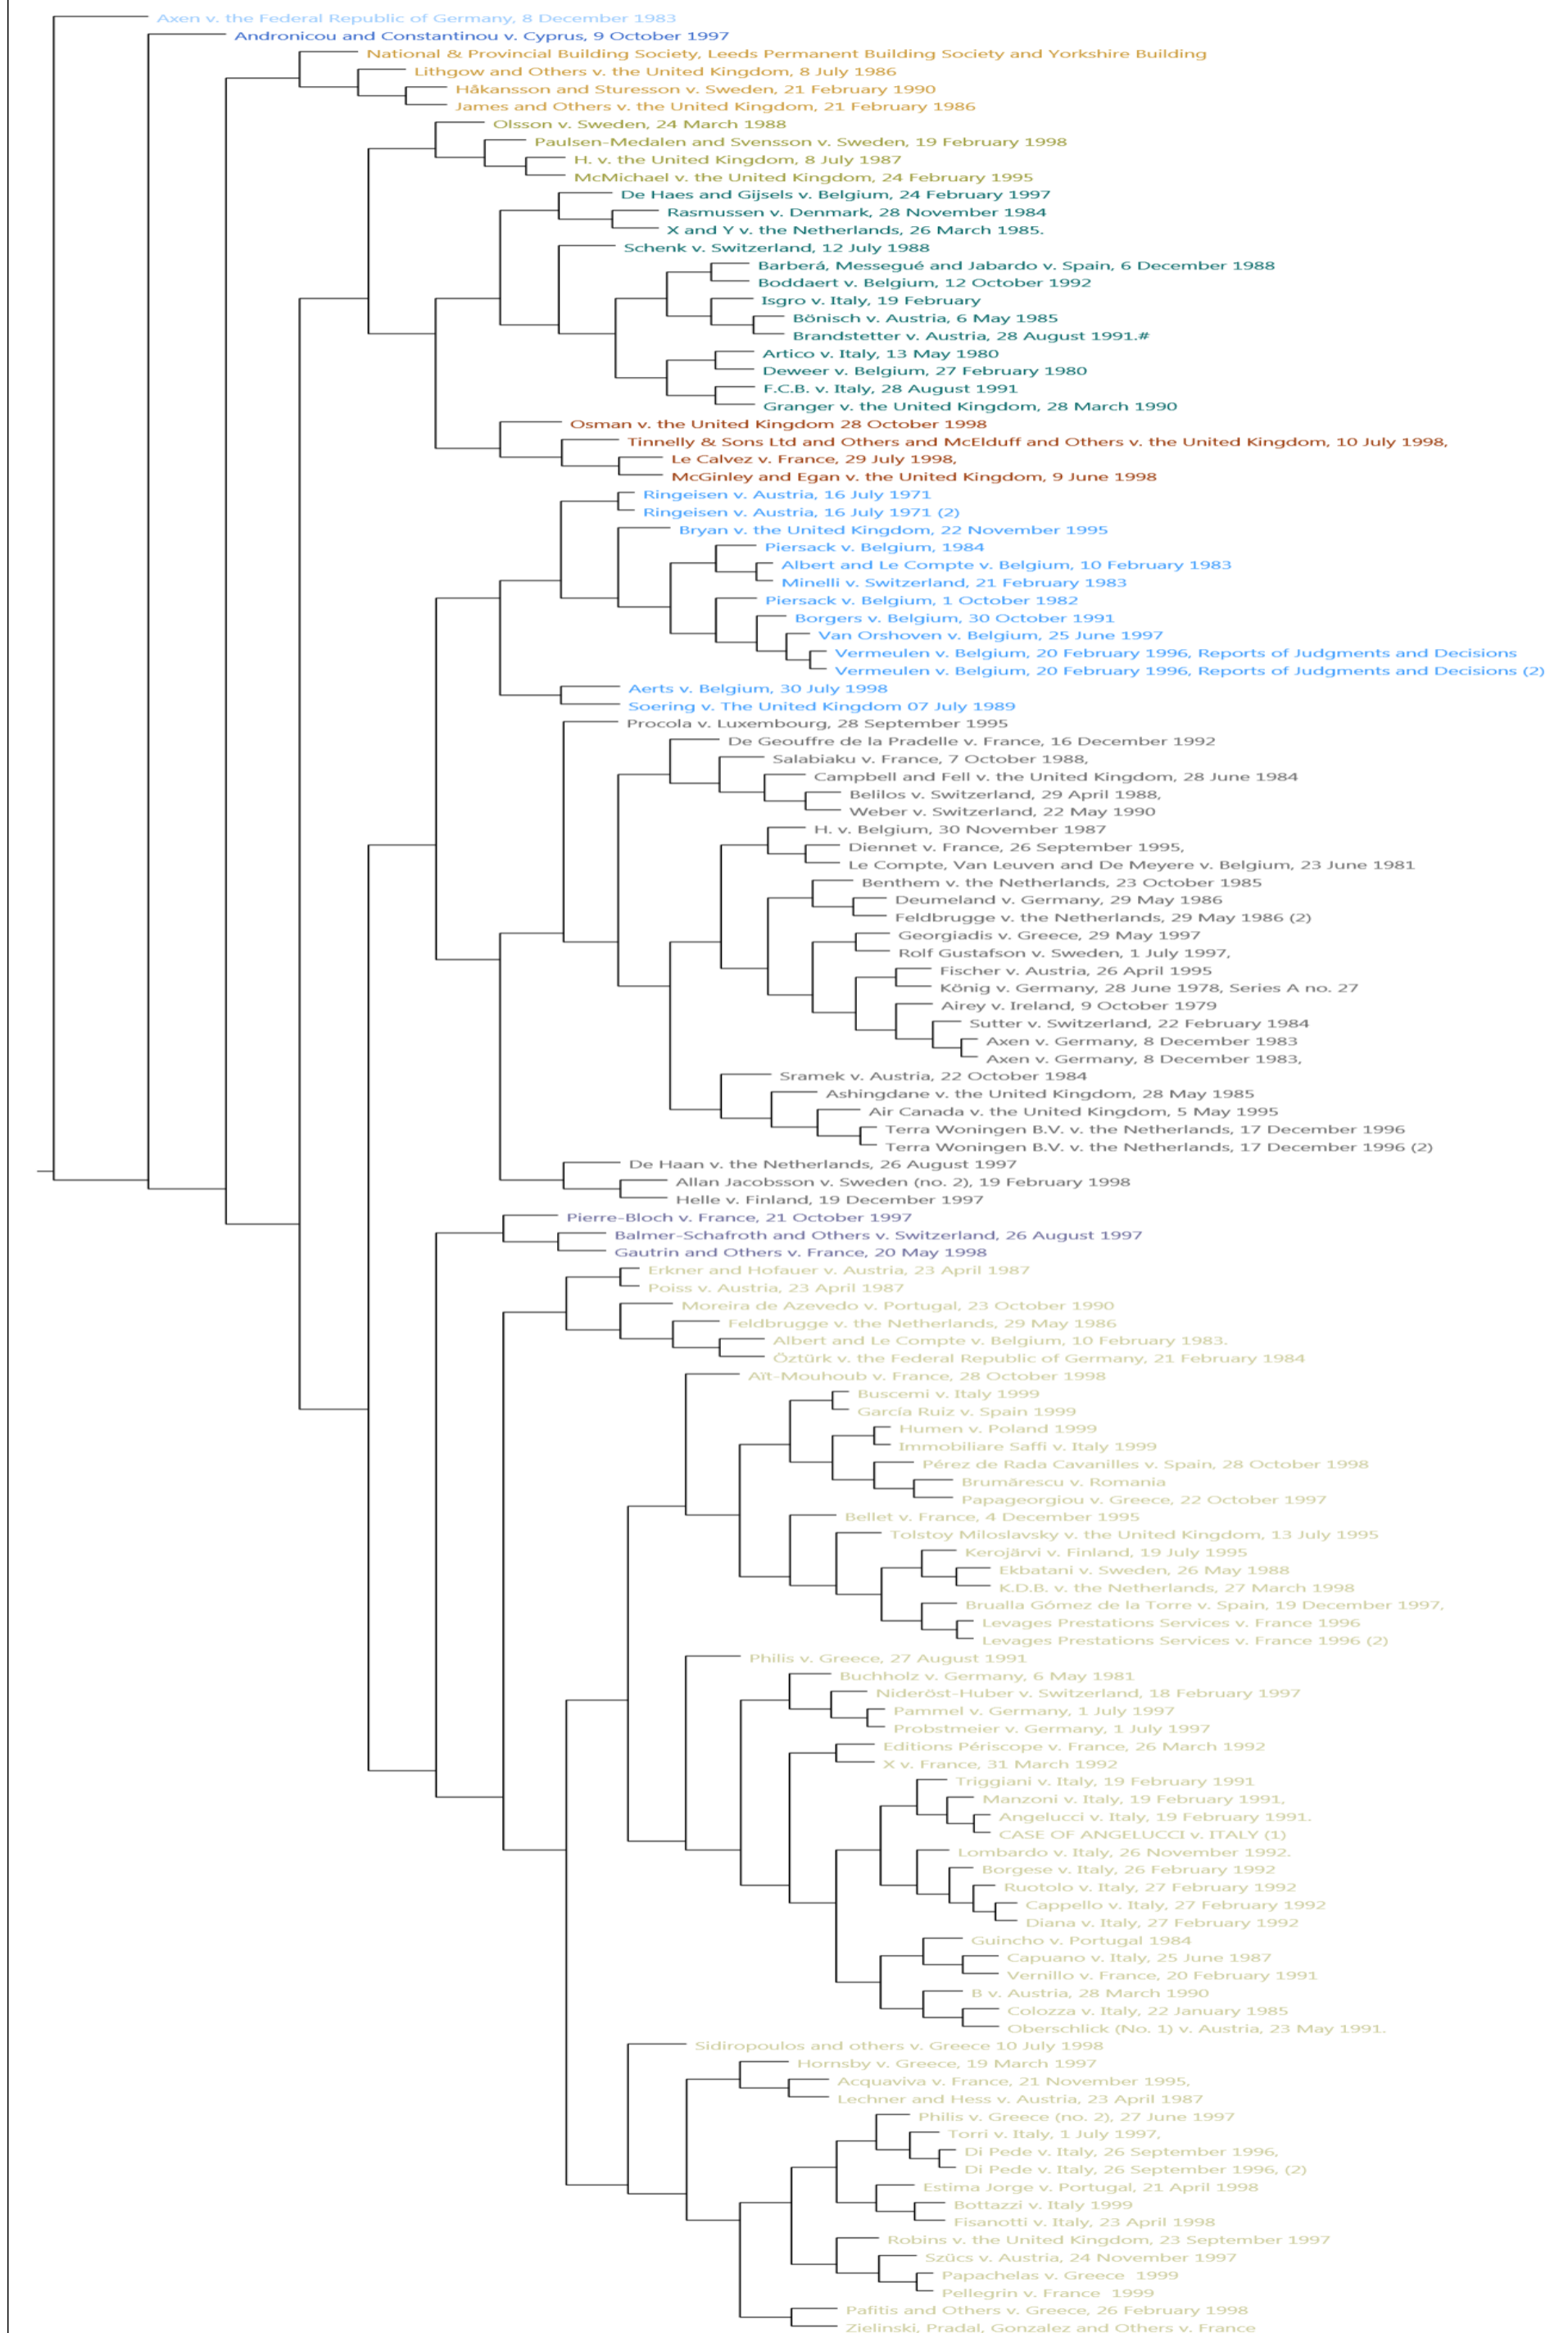 Axen v. the Federal Republic of Germany, 8 December 1983
Andronicou and Constantinou v. Cyprus, 9 October 1997
National & Provincial Building Society, Leeds Permanent Building Society and Yorkshire Building
Lithgow and Others v. the United Kingdom, 8 July 1986
Håkansson and Sturesson v. Sweden, 21 February 1990
James and Others v. the United Kingdom, 21 February 1986
Olsson v. Sweden, 24 March 1988
Paulsen-Medalen and Svensson v. Sweden, 19 February 1998
H. v. the United Kingdom, 8 July 1987
McMichael v. the United Kingdom, 24 February 1995
De Haes and Gijsels v. Belgium, 24 February 1997
Rasmussen v. Denmark, 28 November 1984
X and Y v. the Netherlands, 26 March 1985.
Schenk v. Switzerland, 12 July 1988
Barberá, Messegué and Jabardo v. Spain, 6 December 1988
Boddaert v. Belgium, 12 October 1992
Isgro v. Italy, 19 February
Bönisch v. Austria, 6 May 1985
Brandstetter v. Austria, 28 August 1991.#
Artico v. Italy, 13 May 1980
Deweer v. Belgium, 27 February 1980
F.C.B. v. Italy, 28 August 1991
Granger v. the United Kingdom, 28 March 1990
Osman v. the United Kingdom 28 October 1998
Tinnelly & Sons Ltd and Others and McElduff and Others v. the United Kingdom, 10 July 1998,
Le Calvez v. France, 29 July 1998,
McGinley and Egan v. the United Kingdom, 9 June 1998
Ringeisen v. Austria, 16 July 1971
Ringeisen v. Austria, 16 July 1971 (2)
Bryan v. the United Kingdom, 22 November 1995
Piersack v. Belgium, 1984
Albert and Le Compte v. Belgium, 10 February 1983
Minelli v. Switzerland, 21 February 1983
Piersack v. Belgium, 1 October 1982
Borgers v. Belgium, 30 October 1991
Van Orshoven v. Belgium, 25 June 1997
Vermeulen v. Belgium, 20 February 1996, Reports of Judgments and Decisions
Vermeulen v. Belgium, 20 February 1996, Reports of Judgments and Decisions (2)
Aerts v. Belgium, 30 July 1998
Soering v. The United Kingdom 07 July 1989
Procola v. Luxembourg, 28 September 1995
De Geouffre de la Pradelle v. France, 16 December 1992
Salabiaku v. France, 7 October 1988,
Campbell and Fell v. the United Kingdom, 28 June 1984
Belilos v. Switzerland, 29 April 1988,
Weber v. Switzerland, 22 May 1990
H. v. Belgium, 30 November 1987
Diennet v. France, 26 September 1995,
Le Compte, Van Leuven and De Meyere v. Belgium, 23 June 1981
Benthem v. the Netherlands, 23 October 1985
Deumeland v. Germany, 29 May 1986
Feldbrugge v. the Netherlands, 29 May 1986 (2)
Georgiadis v. Greece, 29 May 1997
Rolf Gustafson v. Sweden, 1 July 1997,
Fischer v. Austria, 26 April 1995
König v. Germany, 28 June 1978, Series A no. 27
Airey v. Ireland, 9 October 1979
Sutter v. Switzerland, 22 February 1984
Axen v. Germany, 8 December 1983
Axen v. Germany, 8 December 1983,
Sramek v. Austria, 22 October 1984
Ashingdane v. the United Kingdom, 28 May 1985
Air Canada v. the United Kingdom, 5 May 1995
Terra Woningen B.V. v. the Netherlands, 17 December 1996
Terra Woningen B.V. v. the Netherlands, 17 December 1996 (2)
De Haan v. the Netherlands, 26 August 1997
Allan Jacobsson v. Sweden (no. 2), 19 February 1998
Helle v. Finland, 19 December 1997
Pierre-Bloch v. France, 21 October 1997
Balmer-Schafroth and Others v. Switzerland, 26 August 1997
Gautrin and Others v. France, 20 May 1998
Erkner and Hofauer v. Austria, 23 April 1987
Poiss v. Austria, 23 April 1987
Moreira de Azevedo v. Portugal, 23 October 1990
Feldbrugge v. the Netherlands, 29 May 1986
Albert and Le Compte v. Belgium, 10 February 1983.
Öztürk v. the Federal Republic of Germany, 21 February 1984
Aït-Mouhoub v. France, 28 October 1998
Buscemi v. Italy 1999
García Ruiz v. Spain 1999
Humen v. Poland 1999
Immobiliare Saffi v. Italy 1999
Pérez de Rada Cavanilles v. Spain, 28 October 1998
Brumărescu v. Romania
Papageorgiou v. Greece, 22 October 1997
Bellet v. France, 4 December 1995
Tolstoy Miloslavsky v. the United Kingdom, 13 July 1995
Kerojärvi v. Finland, 19 July 1995
Ekbatani v. Sweden, 26 May 1988
K.D.B. v. the Netherlands, 27 March 1998
Brualla Gómez de la Torre v. Spain, 19 December 1997,
Levages Prestations Services v. France 1996
Levages Prestations Services v. France 1996 (2)
Philis v. Greece, 27 August 1991
Buchholz v. Germany, 6 May 1981
Nideröst-Huber v. Switzerland, 18 February 1997
Pammel v. Germany, 1 July 1997
Probstmeier v. Germany, 1 July 1997
Editions Périscope v. France, 26 March 1992
X v. France, 31 March 1992
Triggiani v. Italy, 19 February 1991
Manzoni v. Italy, 19 February 1991,
Angelucci v. Italy, 19 February 1991.
CASE OF ANGELUCCI v. ITALY (1)
Lombardo v. Italy, 26 November 1992.
Borgese v. Italy, 26 February 1992
Ruotolo v. Italy, 27 February 1992
Cappello v. Italy, 27 February 1992
Diana v. Italy, 27 February 1992
Guincho v. Portugal 1984
Capuano v. Italy, 25 June 1987
Vernillo v. France, 20 February 1991
B v. Austria, 28 March 1990
Colozza v. Italy, 22 January 1985
Oberschlick (No. 1) v. Austria, 23 May 1991.
Sidiropoulos and others v. Greece 10 July 1998
Hornsby v. Greece, 19 March 1997
Acquaviva v. France, 21 November 1995,
Lechner and Hess v. Austria, 23 April 1987
Philis v. Greece (no. 2), 27 June 1997
Torri v. Italy, 1 July 1997,
Di Pede v. Italy, 26 September 1996,
Di Pede v. Italy, 26 September 1996, (2)
Estima Jorge v. Portugal, 21 April 1998
Bottazzi v. Italy 1999
Fisanotti v. Italy, 23 April 1998
Robins v. the United Kingdom, 23 September 1997
Szücs v. Austria, 24 November 1997
Papachelas v. Greece 1999
Pellegrin v. France 1999
Pafitis and Others v. Greece, 26 February 1998
Zielinski, Pradal, Gonzalez and Others v. France